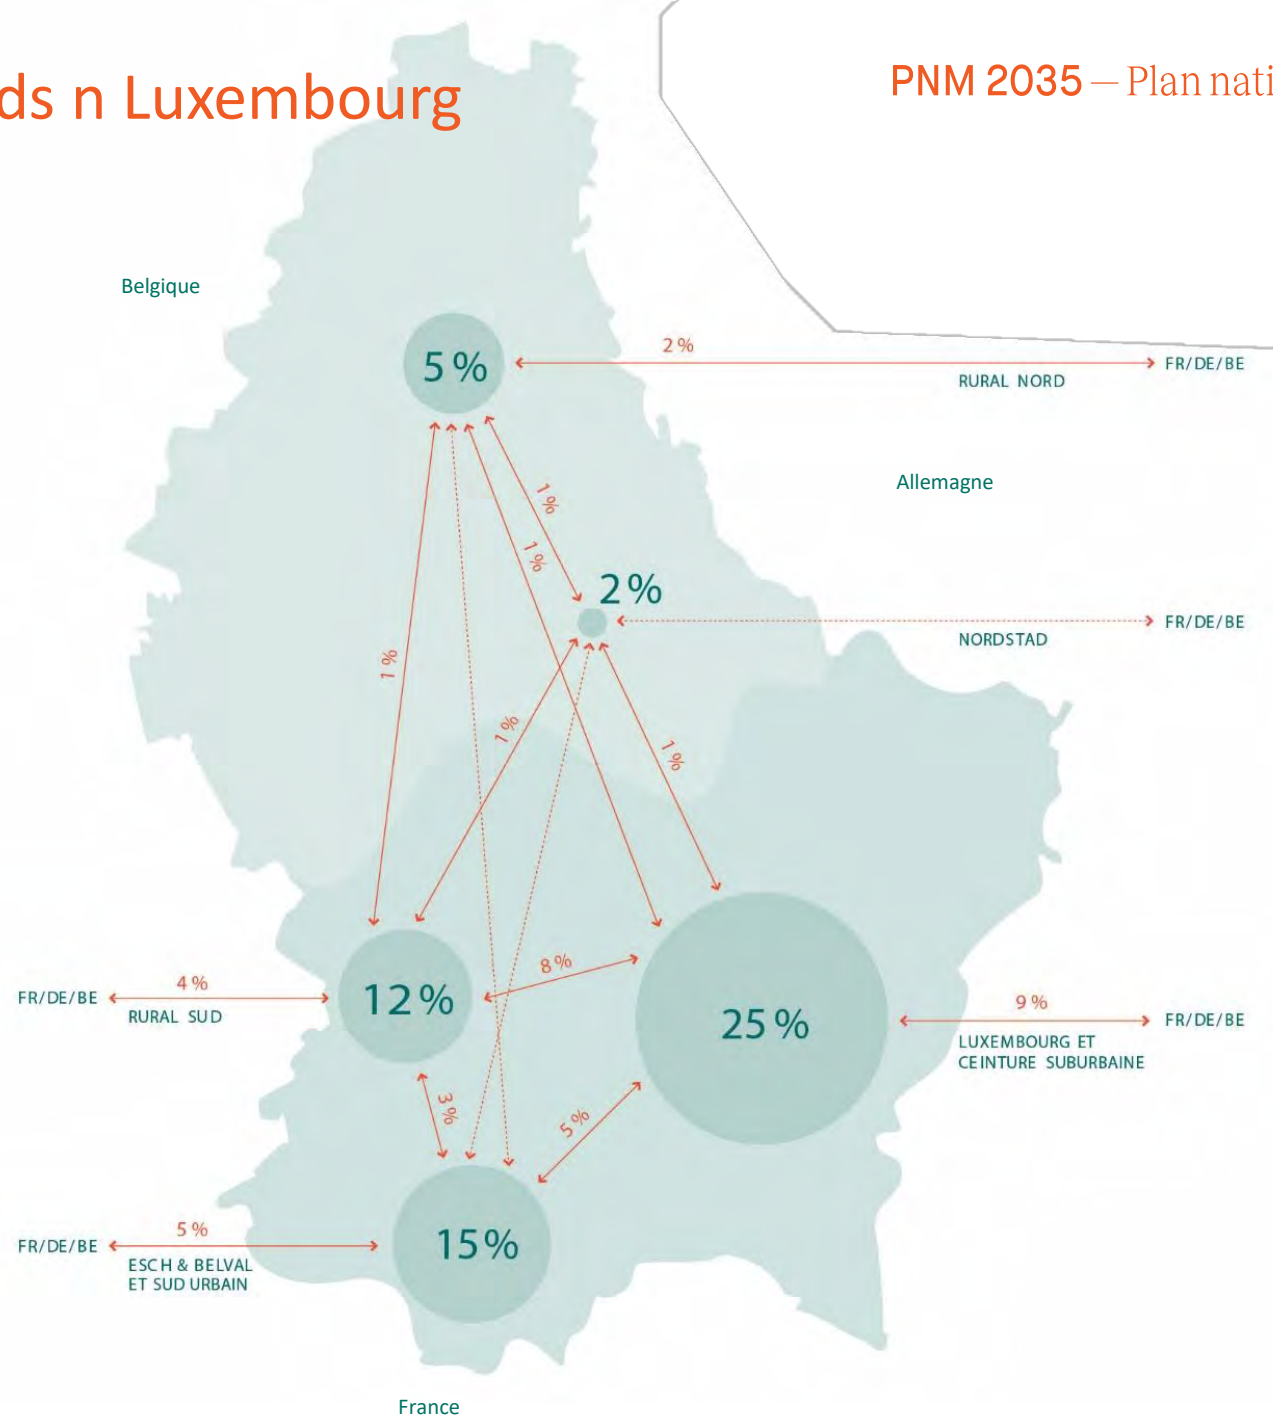 ds n Luxembourg
PNM 2035 — Plan nati
Belgique
2 %
5 %
FR/DE/BE
RURAL NORD
Allemagne
1 %
1 %
2 %
FR/DE/BE
NORDSTAD
1 %
1 %
1 %
8 %
4 %
FR/DE/BE
12 %
RURAL SUD
25 %
9 %
FR/DE/BE
LUXEMBOURG ET
CEINTURE SUBURBAINE
3 %
5 %
5 %
FR/DE/BE
15 %
ESCH & BELVAL
ET SUD URBAIN
France